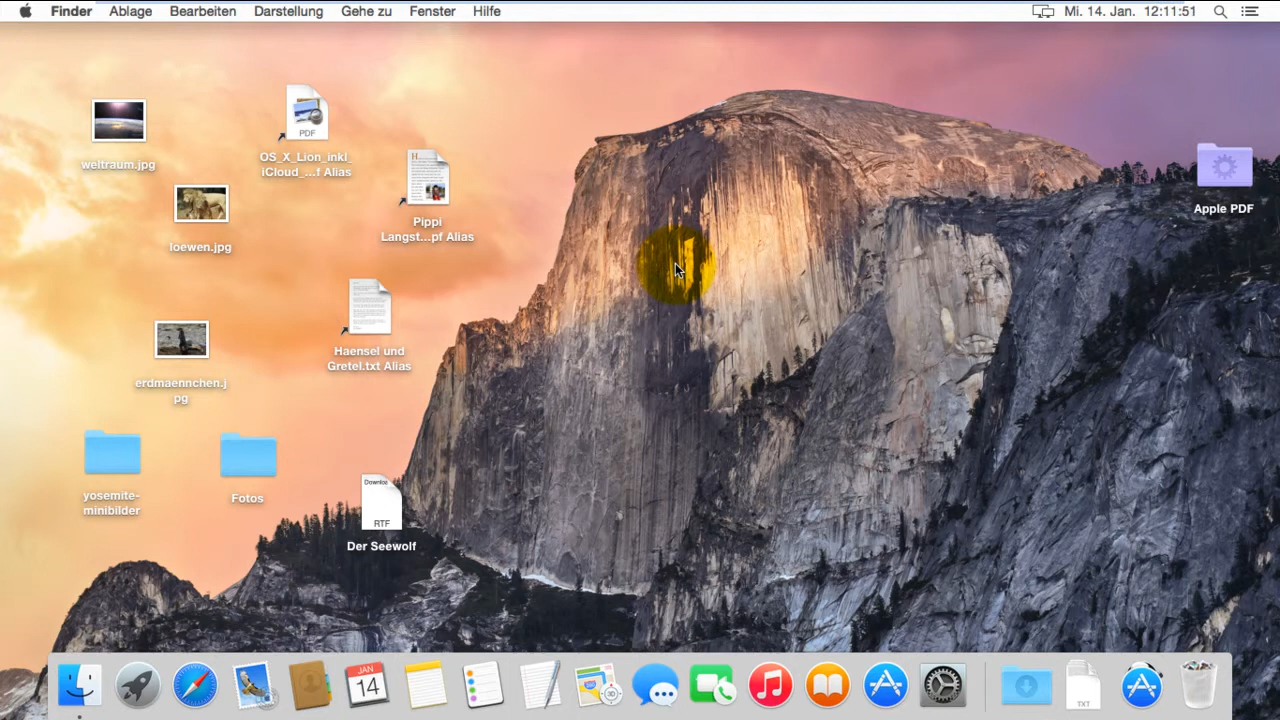 Finder Ablage Bearbeiten Darstellung Gehe zu Fenster Hilfe Mi. 14. Jan. 12:11:51
weltraum.jpg
PDF
OS_X_Lion_inkl_
iCloud_...f Alias
Pippi
Langst...pf Alias
Apple PDF
loewen.jpg
Haensel und
Gretel.txt Alias
erdmaennchen.j
pg
yosemite-
minibilder
Fotos
Downloa
RTF
Der Seewolf
JAN
14
3D
TXT